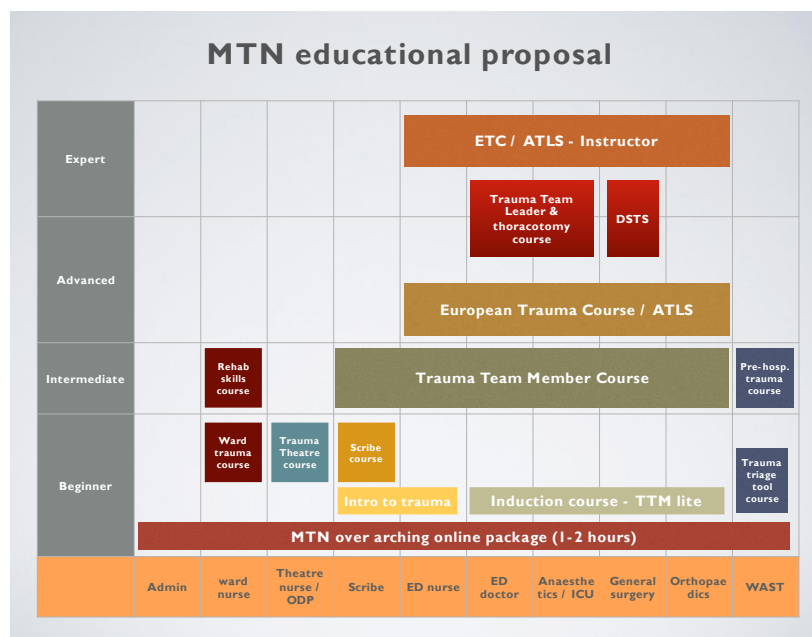 MTN educational proposal
Expert
ETC / ATLS - Instructor
Trauma Team
Leader &
thoracotomy
course
DSTS
Advanced
European Trauma Course / ATLS
Intermediate
Rehab
skills
course
Trauma Team Member Course
Pre-hosp.
trauma
course
Beginner
Ward
trauma
course
Trauma
Theatre
course
Scribe
course
Trauma
triage
tool
course
Intro to trauma
Induction course - TTM lite
MTN over arching online package (1-2 hours)
Admin
ward
nurse
Theatre
nurse /
ODP
Scribe
ED nurse
ED
doctor
Anaesthe
tics / ICU
General
surgery
Orthopae
dics
WAST